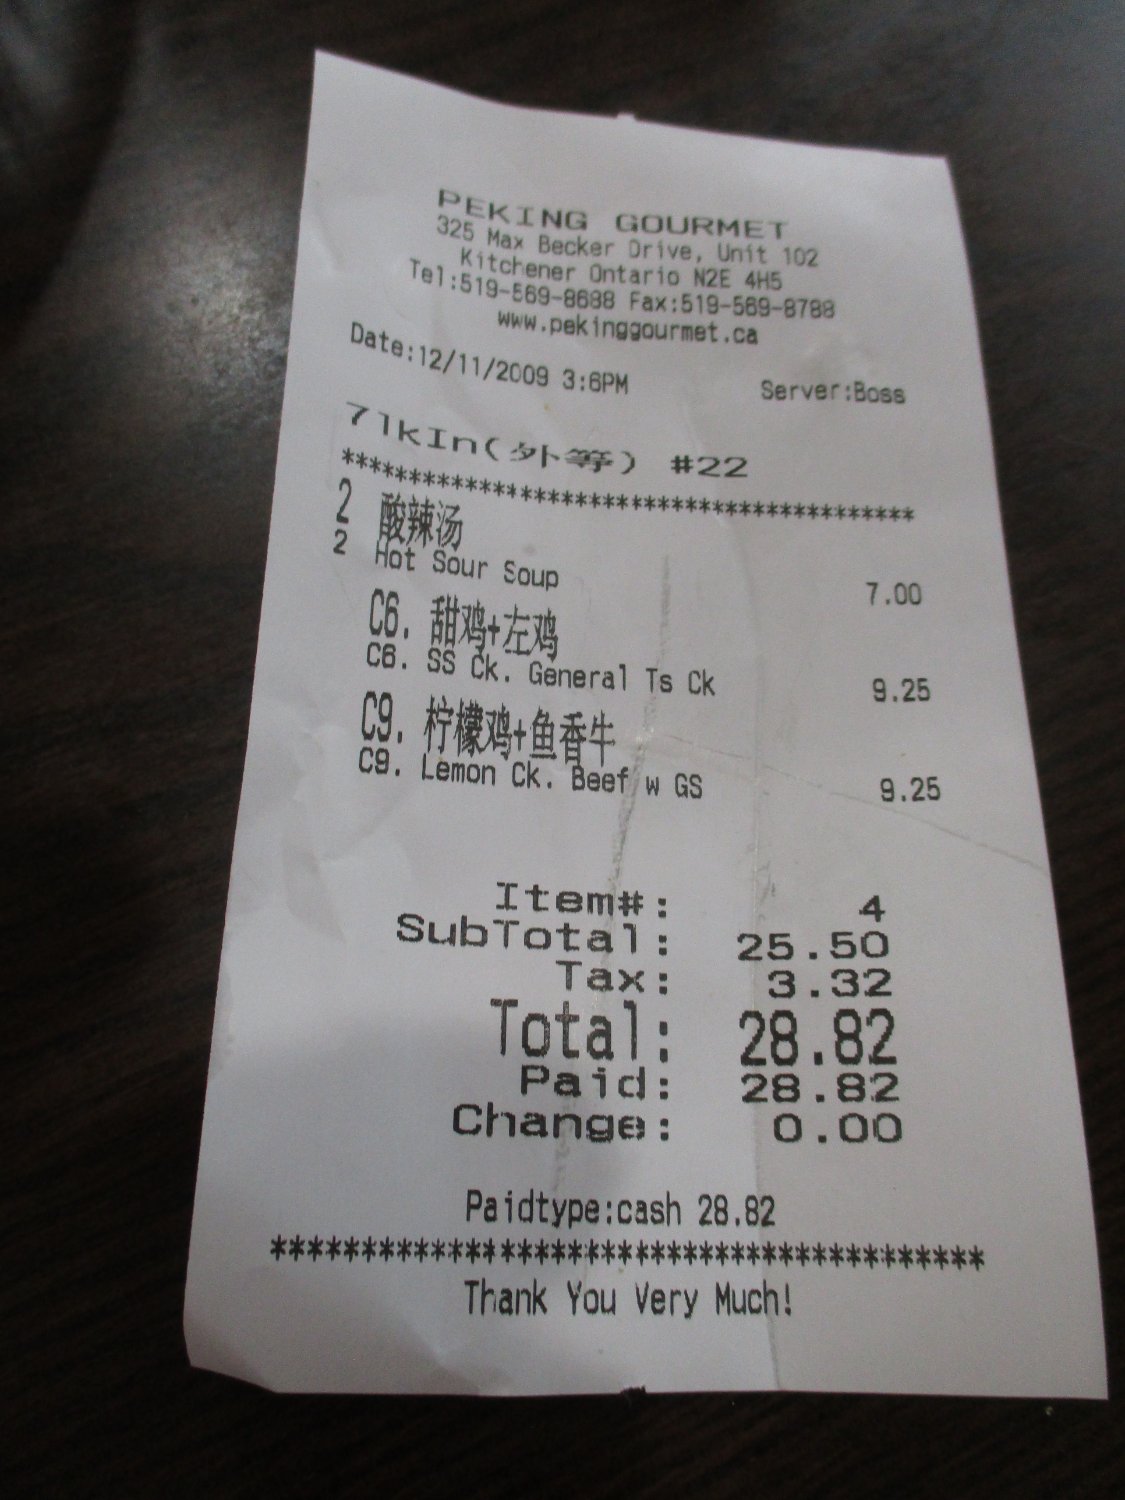 PEKING GOURMET
325 Max Becker Drive, Unit 102
Kitchener Ontario N2E 4H5
Tel:519-569-8688 Fax:519-569-8788
www.pekinggourmet.ca
Date:12/11/2009 3:6PM Server:Boss
71kIn(外等) #22
******************************************
2 酸辣汤
2 Hot Sour Soup 7.00
C6. 甜鸡+左鸡
C6. SS Ck. General Ts Ck 9.25
C9. 柠檬鸡+鱼香牛
C9. Lemon Ck. Beef w GS 9.25
Item#: 4
SubTotal: 25.50
Tax: 3.32
Total: 28.82
Paid: 28.82
Change: 0.00
Paidtype:cash 28.82
******************************************
Thank You Very Much!